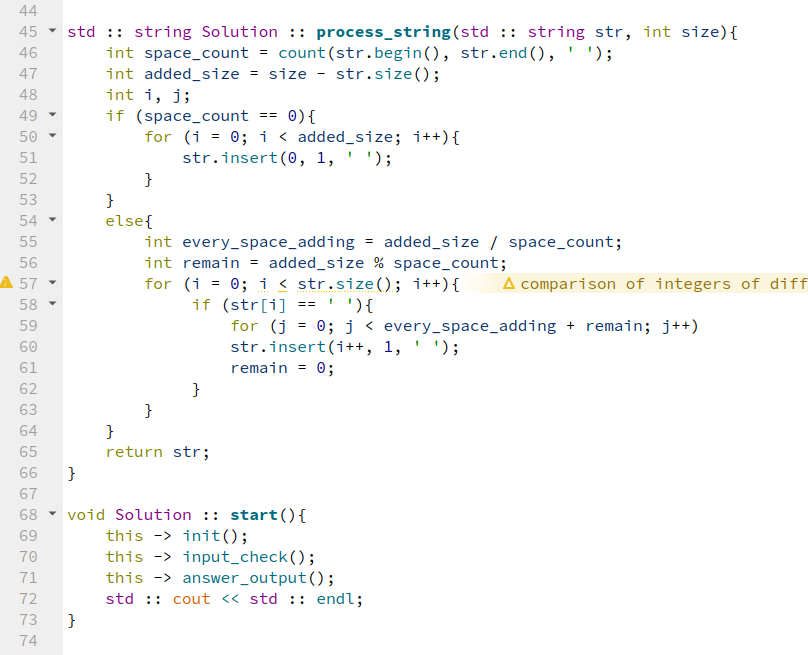 44
45 std :: string Solution :: process_string(std :: string str, int size){
46     int space_count = count(str.begin(), str.end(), ' ');
47     int added_size = size - str.size();
48     int i, j;
49     if (space_count == 0){
50         for (i = 0; i < added_size; i++){
51             str.insert(0, 1, ' ');
52         }
53     }
54     else{
55         int every_space_adding = added_size / space_count;
56         int remain = added_size % space_count;
57         for (i = 0; i < str.size(); i++){ comparison of integers of diff
58              if (str[i] == ' '){
59                  for (j = 0; j < every_space_adding + remain; j++)
60                  str.insert(i++, 1, ' ');
61                  remain = 0;
62              }
63         }
64     }
65     return str;
66 }
67
68 void Solution :: start(){
69     this -> init();
70     this -> input_check();
71     this -> answer_output();
72     std :: cout << std :: endl;
73 }
74